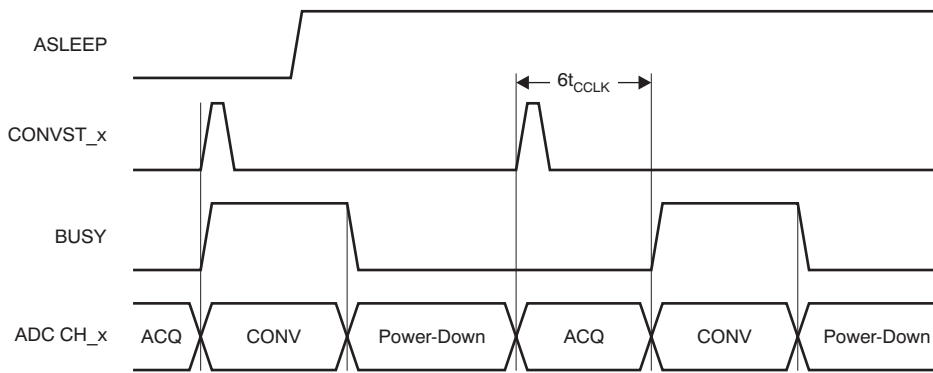 ASLEEP
6tCCLK
CONVST_x
BUSY
ADC CH_x ACQ CONV Power-Down ACQ CONV Power-Down